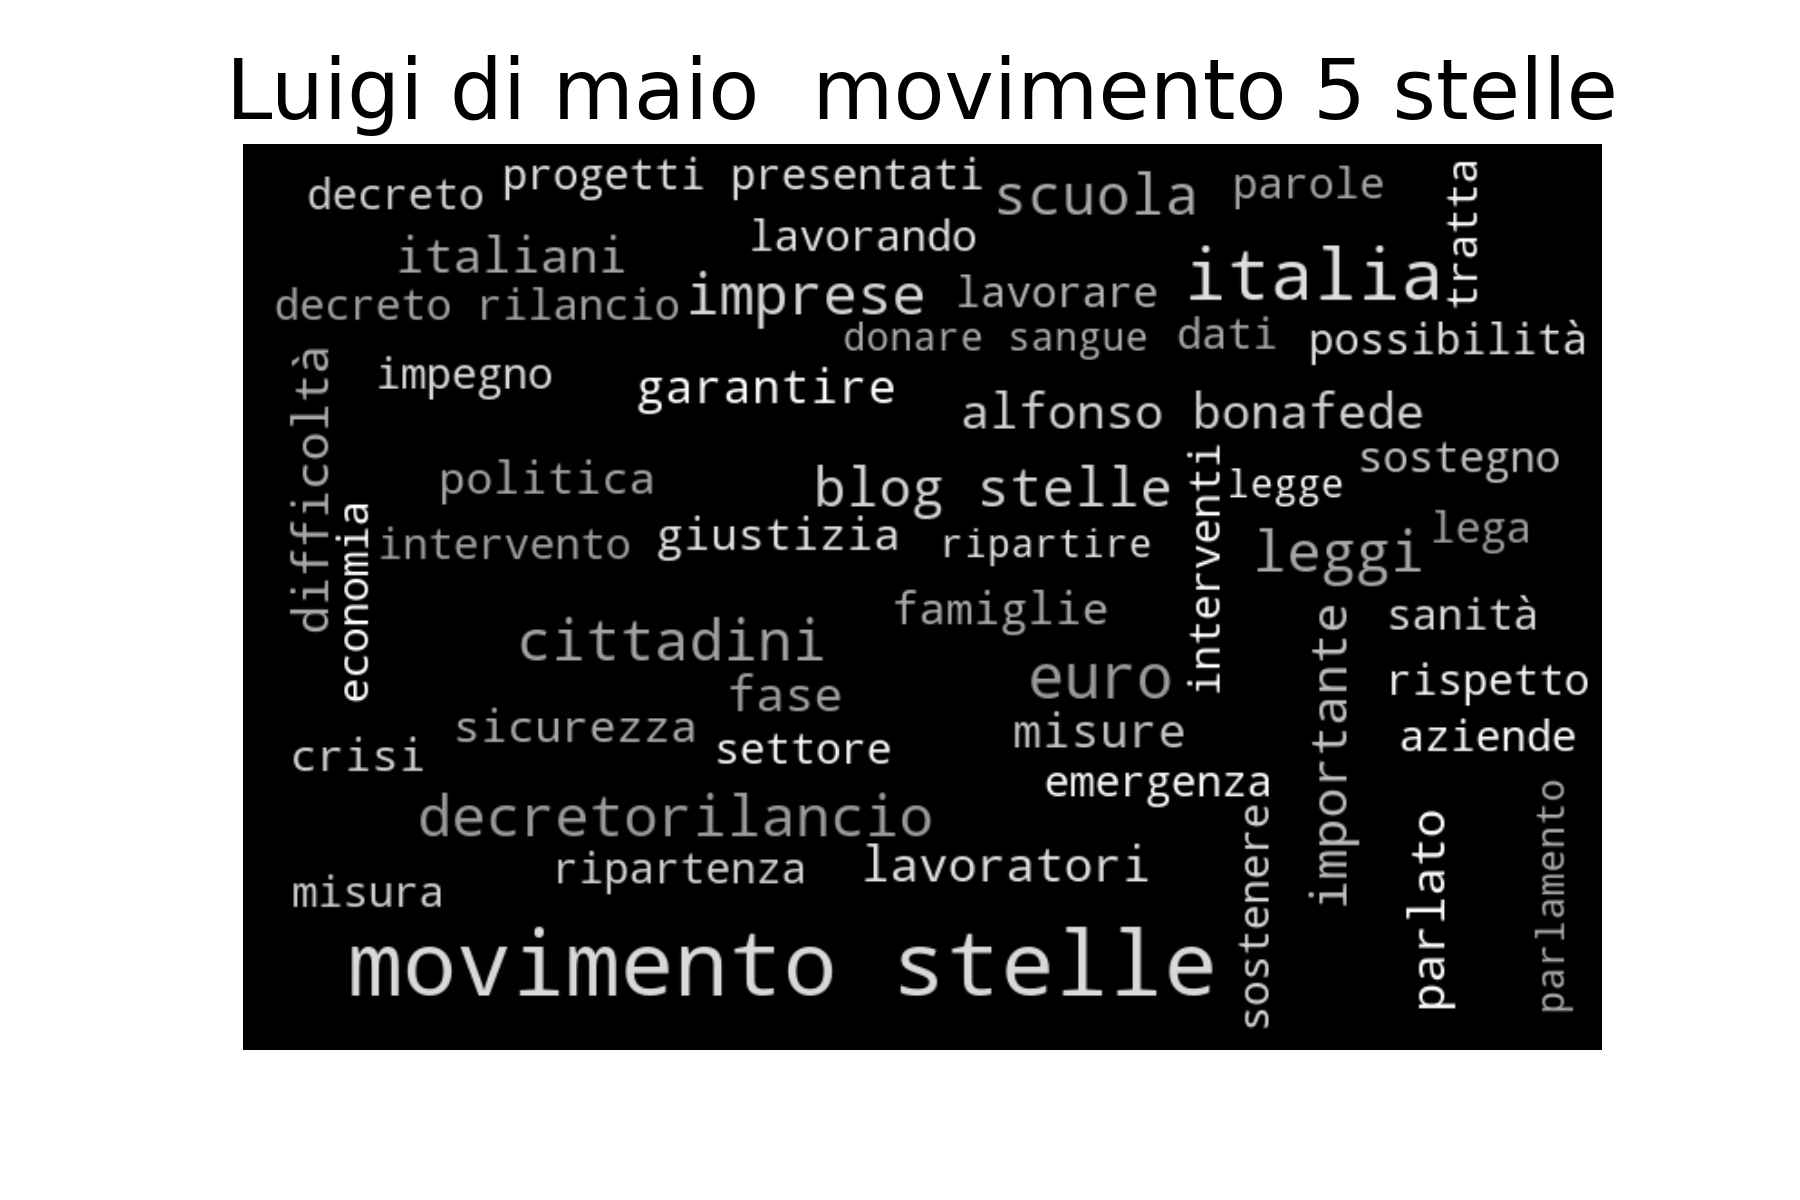 Luigi di maio  movimento 5 stelle
decreto
progetti presentati
scuola
parole
tratta
italiani
lavorando
italia
decreto rilancio
imprese
lavorare
donare sangue
dati
possibilità
difficoltà
impegno
garantire
alfonso bonafede
politica
blog stelle
interventi
legge
sostegno
economia
intervento
giustizia
ripartire
leggi
lega
famiglie
cittadini
importante
sanità
euro
fase
rispetto
sicurezza
crisi
settore
misure
aziende
emergenza
decretorilancio
sostenere
parlato
parlamento
ripartenza
lavoratori
misura
movimento stelle